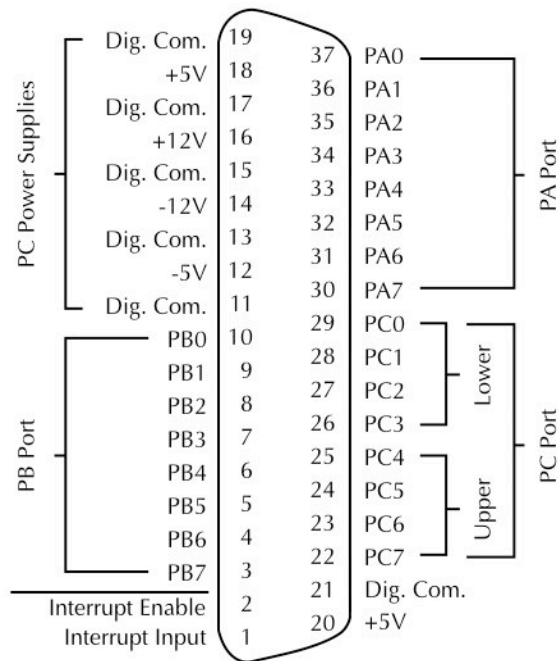 PC Power Supplies
Dig. Com. 19
+5V 18
Dig. Com. 17
+12V 16
Dig. Com. 15
-12V 14
Dig. Com. 13
-5V 12
Dig. Com. 11
PB Port
PB0 10
PB1 9
PB2 8
PB3 7
PB4 6
PB5 5
PB6 4
PB7 3
Interrupt Enable 2
Interrupt Input 1
37 PA0
36 PA1
35 PA2
34 PA3
33 PA4
32 PA5
31 PA6
30 PA7
PA Port
29 PC0
28 PC1
27 PC2
26 PC3
Lower
25 PC4
24 PC5
23 PC6
22 PC7
Upper
PC Port
21 Dig. Com.
20 +5V